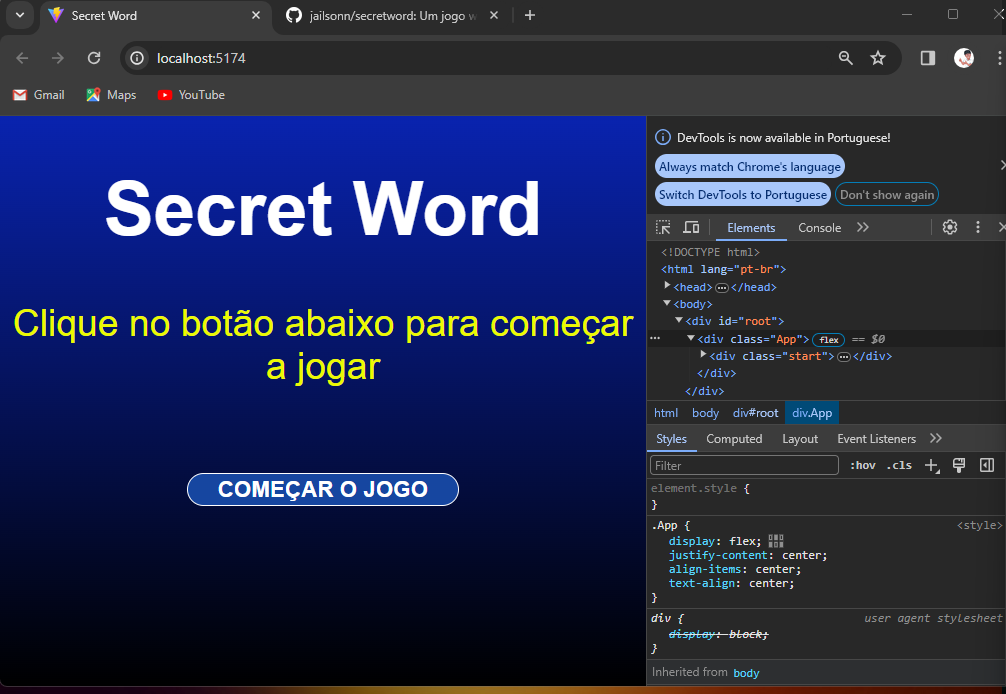 Secret Word
jailsonn/secretword: Um jogo w
localhost:5174
Gmail
Maps
YouTube
Secret Word
Clique no botão abaixo para começar
a jogar
COMEÇAR O JOGO
DevTools is now available in Portuguese!
Always match Chrome's language
Switch DevTools to Portuguese
Don't show again
Elements
Console
<!DOCTYPE html>
<html lang="pt-br">
<head> ••• </head>
<body>
<div id="root">
••• <div class="App"> flex == $0
<div class="start"> ••• </div>
</div>
</div>
html body div#root div.App
Styles Computed Layout Event Listeners
Filter :hov .cls
element.style {
}
.App { <style>
display: flex;
justify-content: center;
align-items: center;
text-align: center;
}
div { user agent stylesheet
display: block;
}
Inherited from body